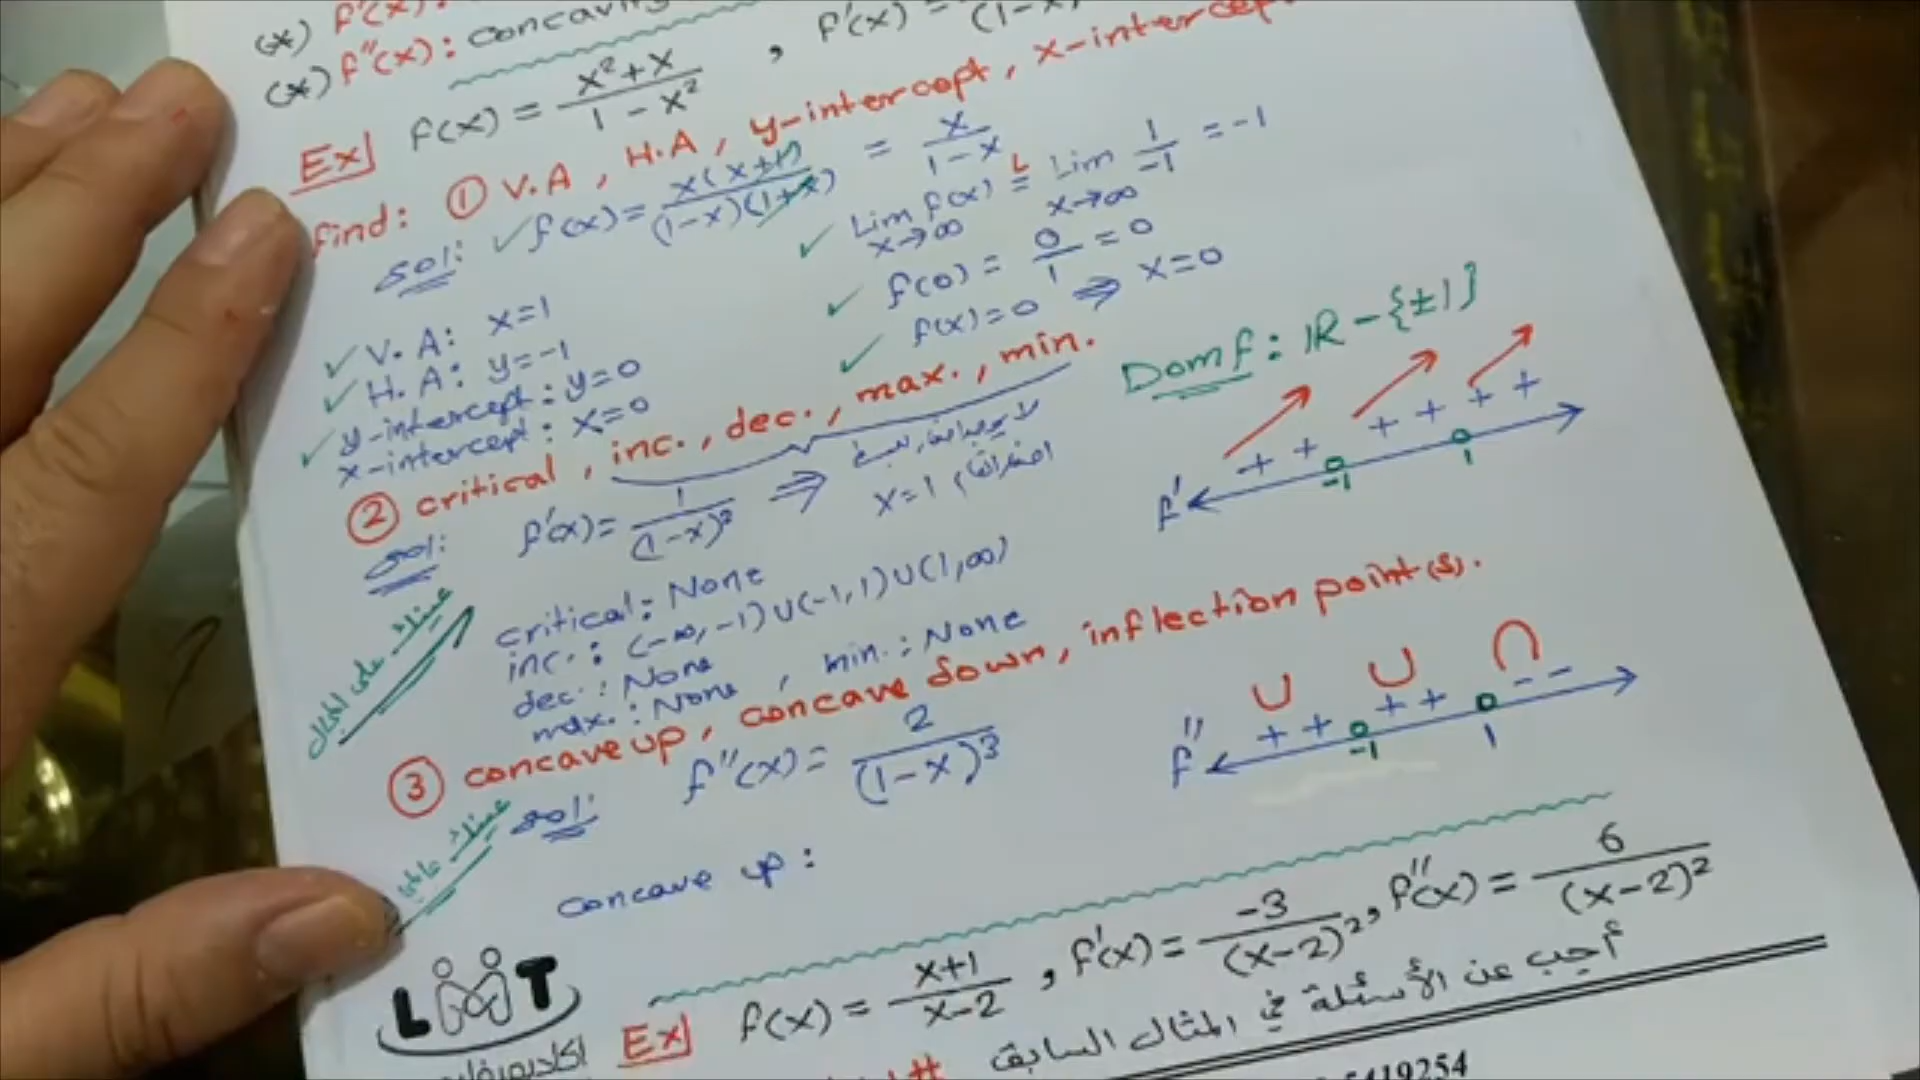 (*) f'(x):
(*) f''(x): concavity
Ex] f(x) = (x²+x)/(1-x²) , f'(x) =
find: ① V.A , H.A , y-intercept , x-intercept
sol: ✓ f(x) = x(x+1)/((1-x)(1+x)) = x/(1-x)
✓ Lim x→∞ f(x) =ᴸ Lim x→∞ 1/-1 = -1
✓ f(0) = 0/1 = 0
✓ f(x)=0 ⇒ x=0
✓ V.A: x=1
✓ H.A: y=-1
✓ y-intercept: y=0
x-intercept: x=0
② critical , inc. , dec. , max. , min.
Dom f: ℝ-{±1}
sol: f'(x) = 1/(1-x)² ⇒
x=1
+ + + + + +
f' -1 1
critical: None
inc.: (-∞,-1)∪(-1,1)∪(1,∞)
dec.: None
max.: None , min.: None
③ concave up , concave down , inflection point(s).
sol: f''(x) = 2/(1-x)³
∪ ∪ ∩
+ + + + - -
f'' -1 1
concave up:
Ex] f(x) = (x+1)/(x-2) , f'(x) = -3/(x-2)² , f''(x) = 6/(x-2)²
أجب عن الأسئلة في المثال السابق